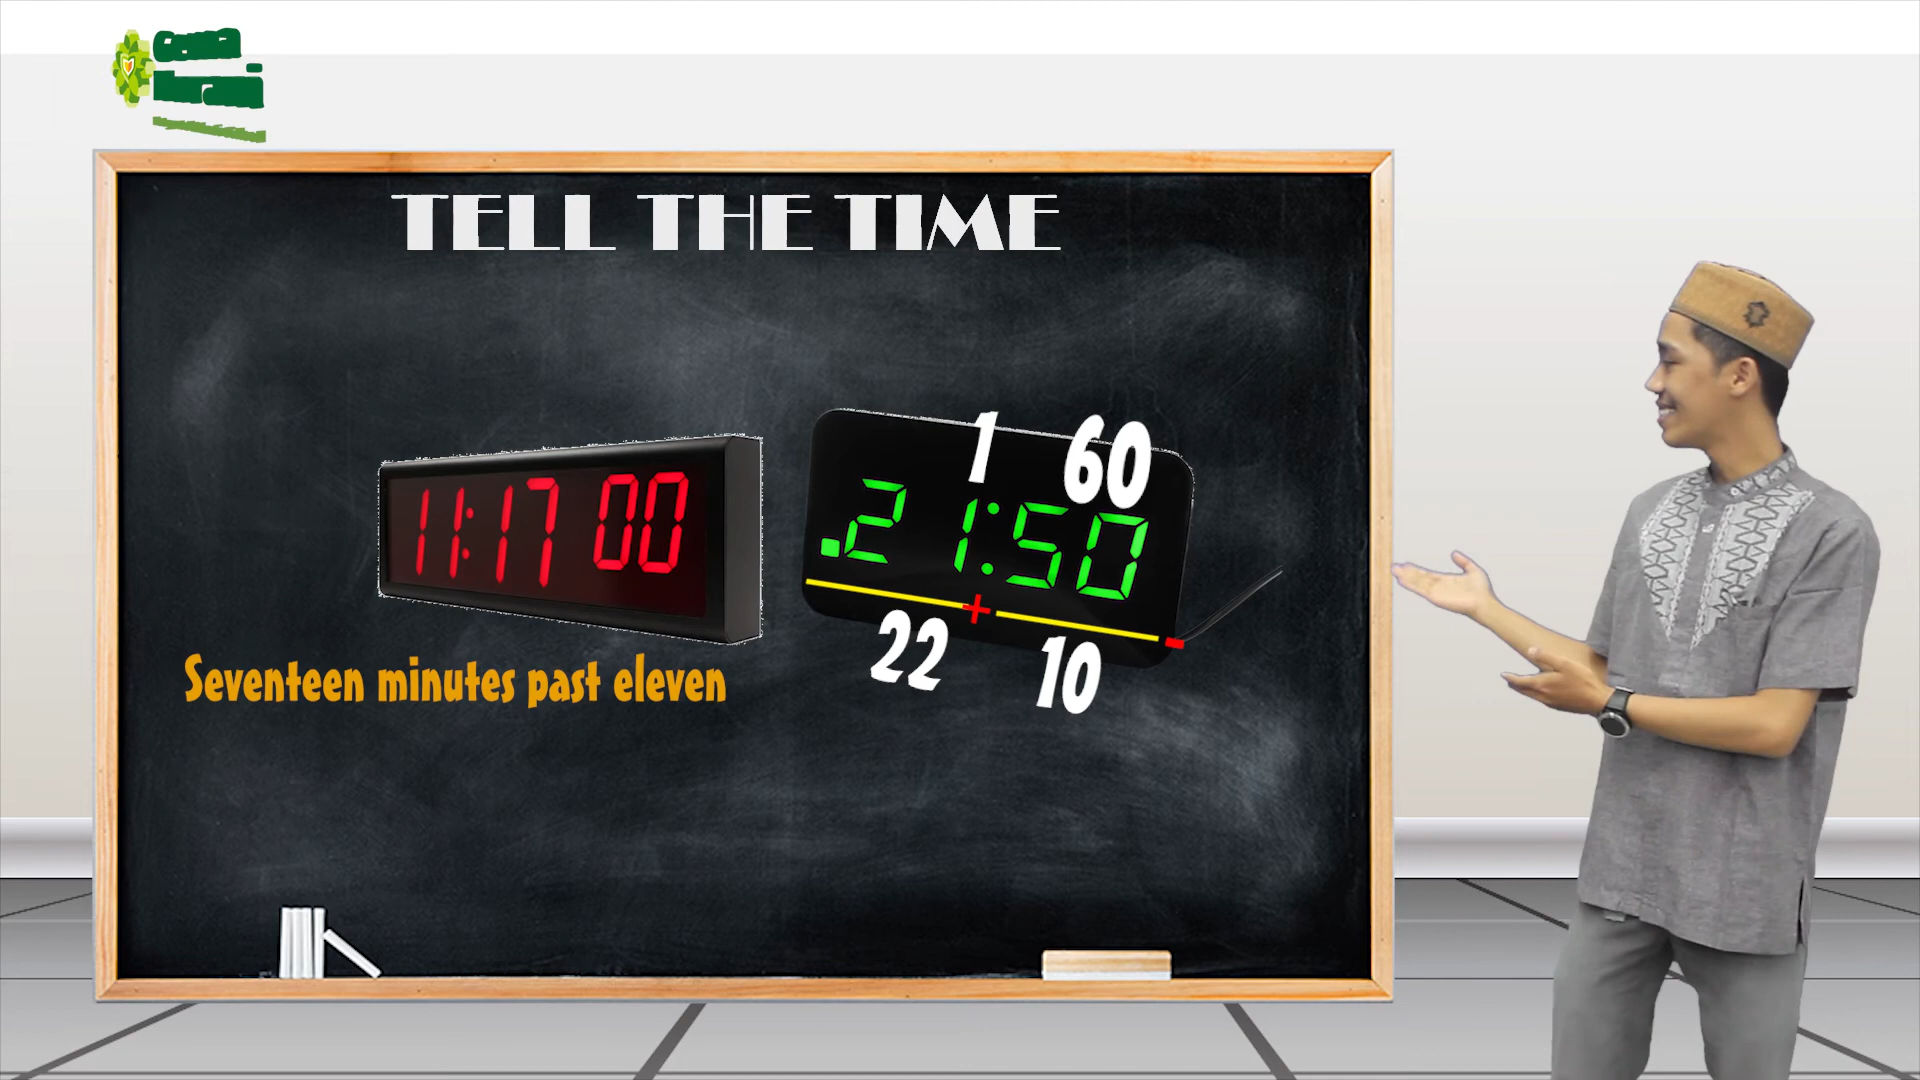 TELL THE TIME
11:17 00
Seventeen minutes past eleven
1 60
21:50
+ -
22 10